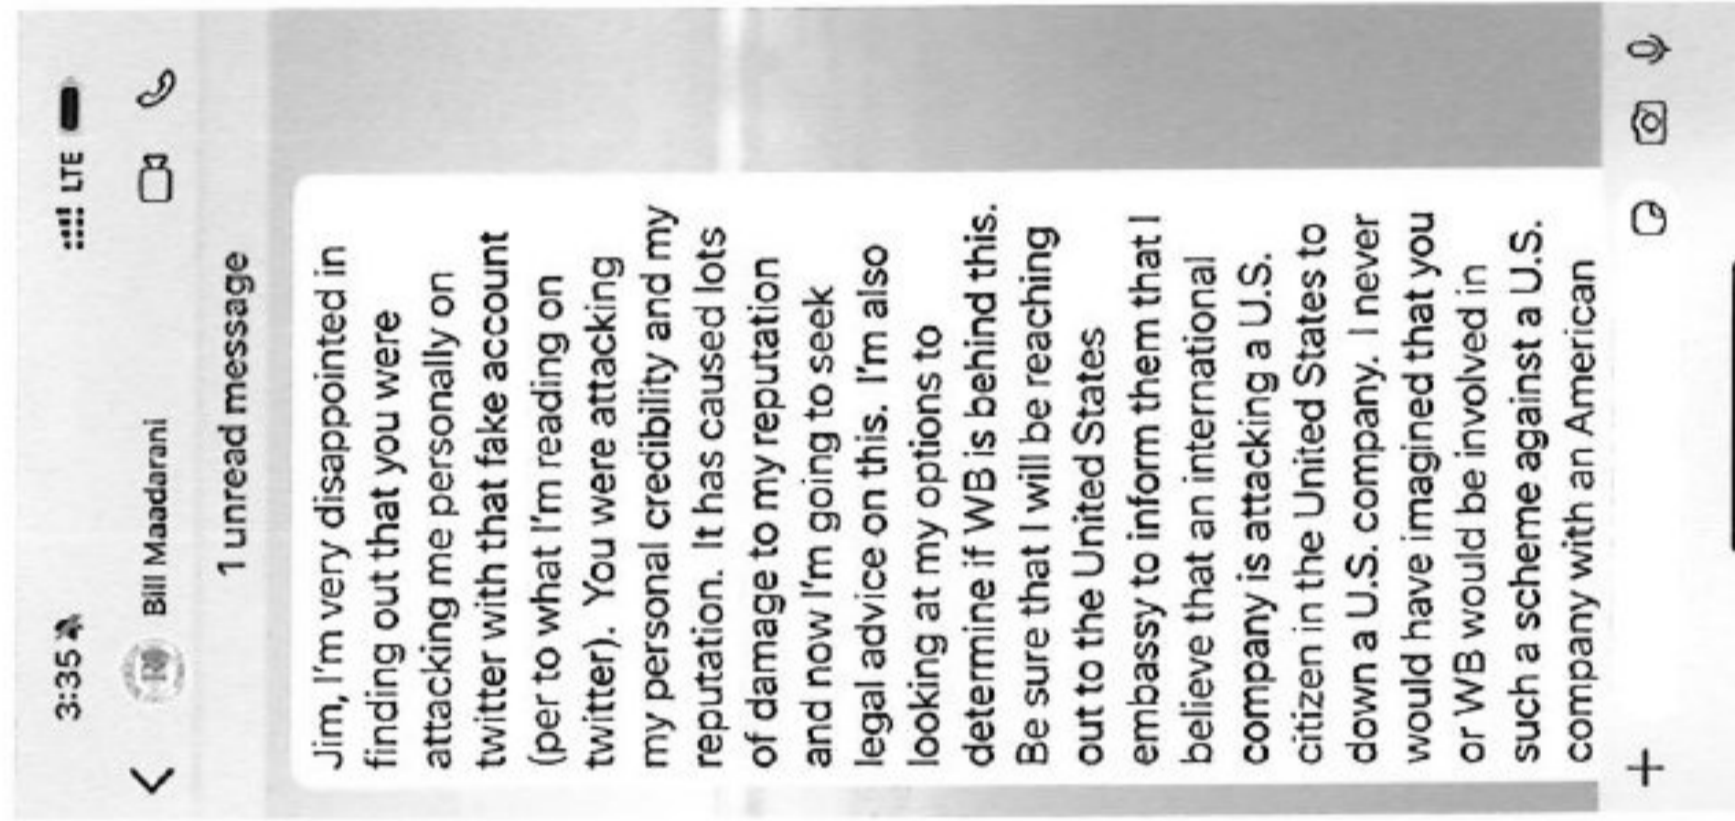 3:35
LTE
Bill Maadarani
1 unread message
Jim, I'm very disappointed in
finding out that you were
attacking me personally on
twitter with that fake account
(per to what I'm reading on
twitter). You were attacking
my personal credibility and my
reputation. It has caused lots
of damage to my reputation
and now I'm going to seek
legal advice on this. I'm also
looking at my options to
determine if WB is behind this.
Be sure that I will be reaching
out to the United States
embassy to inform them that I
believe that an international
company is attacking a U.S.
citizen in the United States to
down a U.S. company. I never
would have imagined that you
or WB would be involved in
such a scheme against a U.S.
company with an American